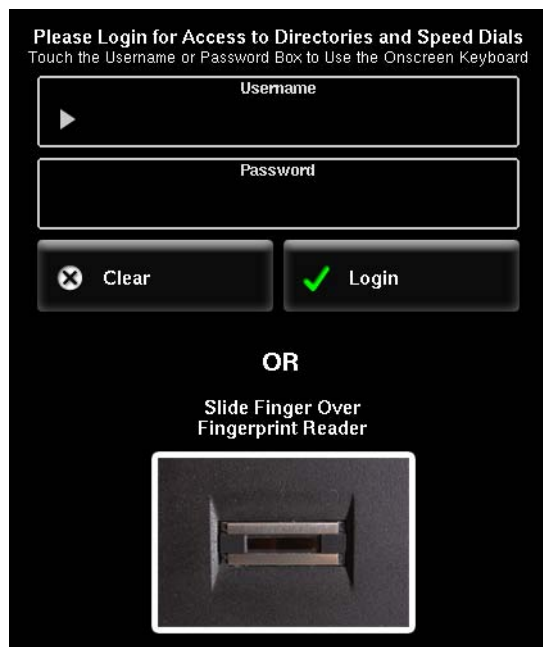 Please Login for Access to Directories and Speed Dials
Touch the Username or Password Box to Use the Onscreen Keyboard
Username
Password
Clear
Login
OR
Slide Finger Over
Fingerprint Reader